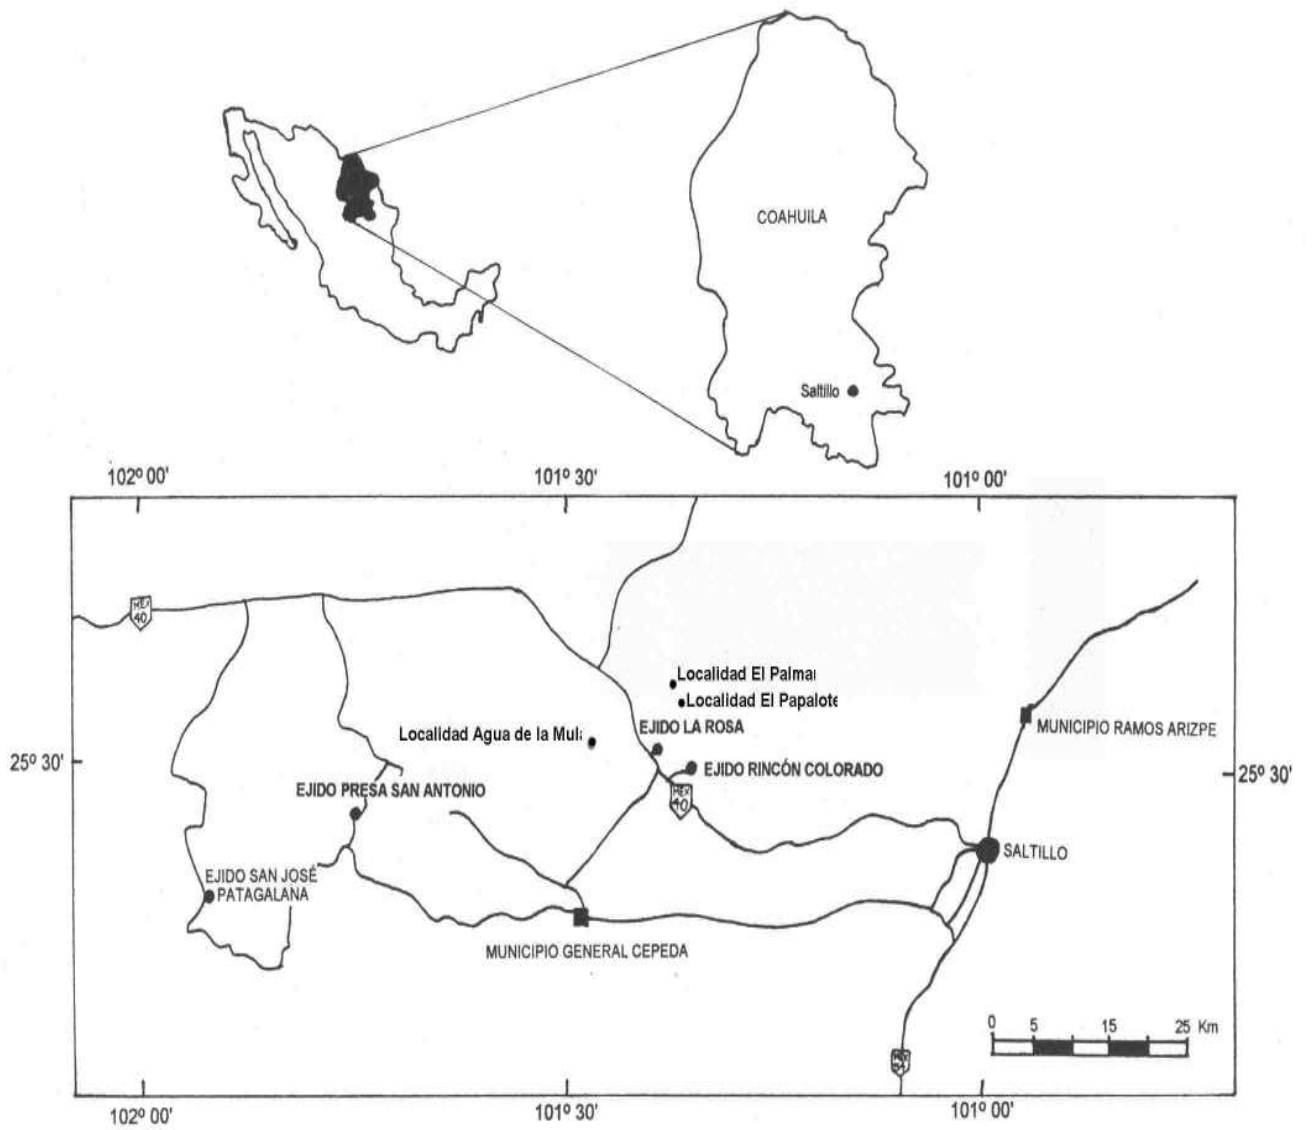 COAHUILA
Saltillo
102º 00'
101º 30'
101º 00'
MEX
40
Localidad El Palmar
Localidad El Papalote
EJIDO LA ROSA
MUNICIPIO RAMOS ARIZPE
Localidad Agua de la Mula
25º 30'
EJIDO RINCÓN COLORADO
25º 30'
EJIDO PRESA SAN ANTONIO
MEX
40
SALTILLO
EJIDO SAN JOSÉ
PATAGALANA
MUNICIPIO GENERAL CEPEDA
0 5 15 25 Km
MEX
102º 00'
101º 30'
101º 00'